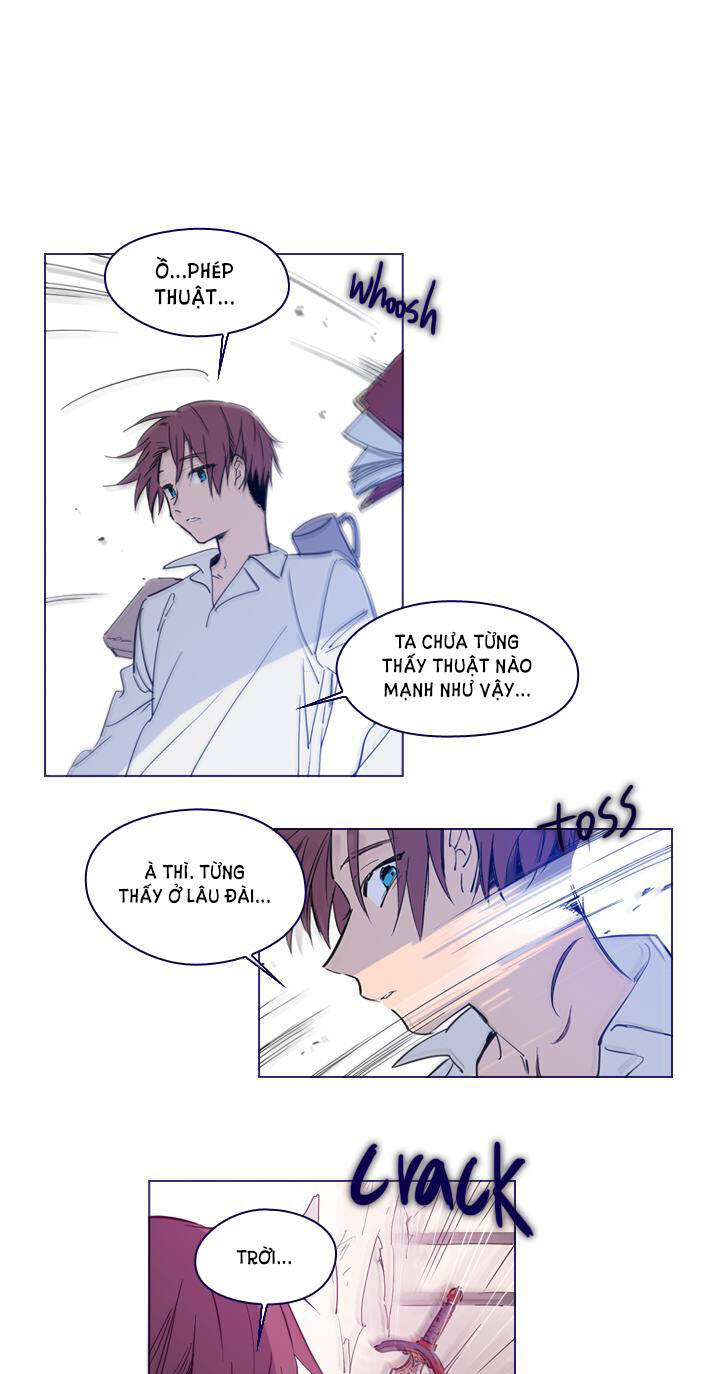 Ồ...PHÉP
THUẬT...
whoosh
TA CHƯA TỪNG
THẤY THUẬT NÀO
MẠNH NHƯ VẬY...
toss
À THÌ. TỪNG
THẤY Ở LÂU ĐÀI...
crack
TRỜI...